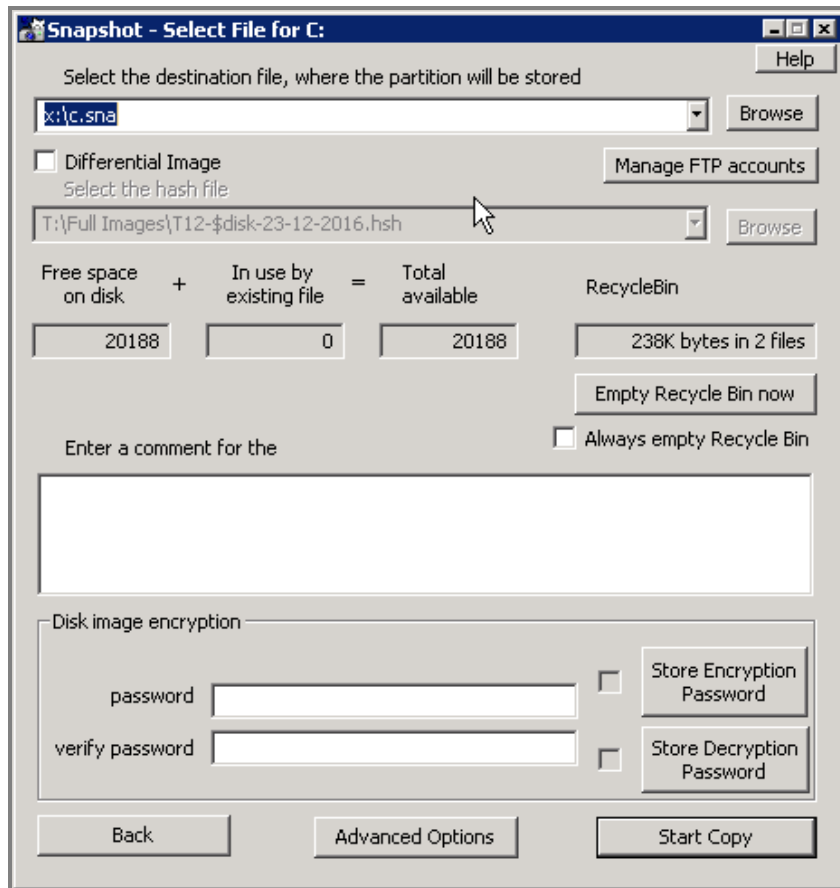 Snapshot - Select File for C:
Help
Select the destination file, where the partition will be stored
x:\c.sna
Browse
Differential Image
Manage FTP accounts
Select the hash file
T:\Full Images\T12-$disk-23-12-2016.hsh
Browse
Free space
on disk
+
In use by
existing file
=
Total
available
RecycleBin
20188
0
20188
238K bytes in 2 files
Empty Recycle Bin now
Always empty Recycle Bin
Enter a comment for the
Disk image encryption
password
Store Encryption
Password
verify password
Store Decryption
Password
Back
Advanced Options
Start Copy